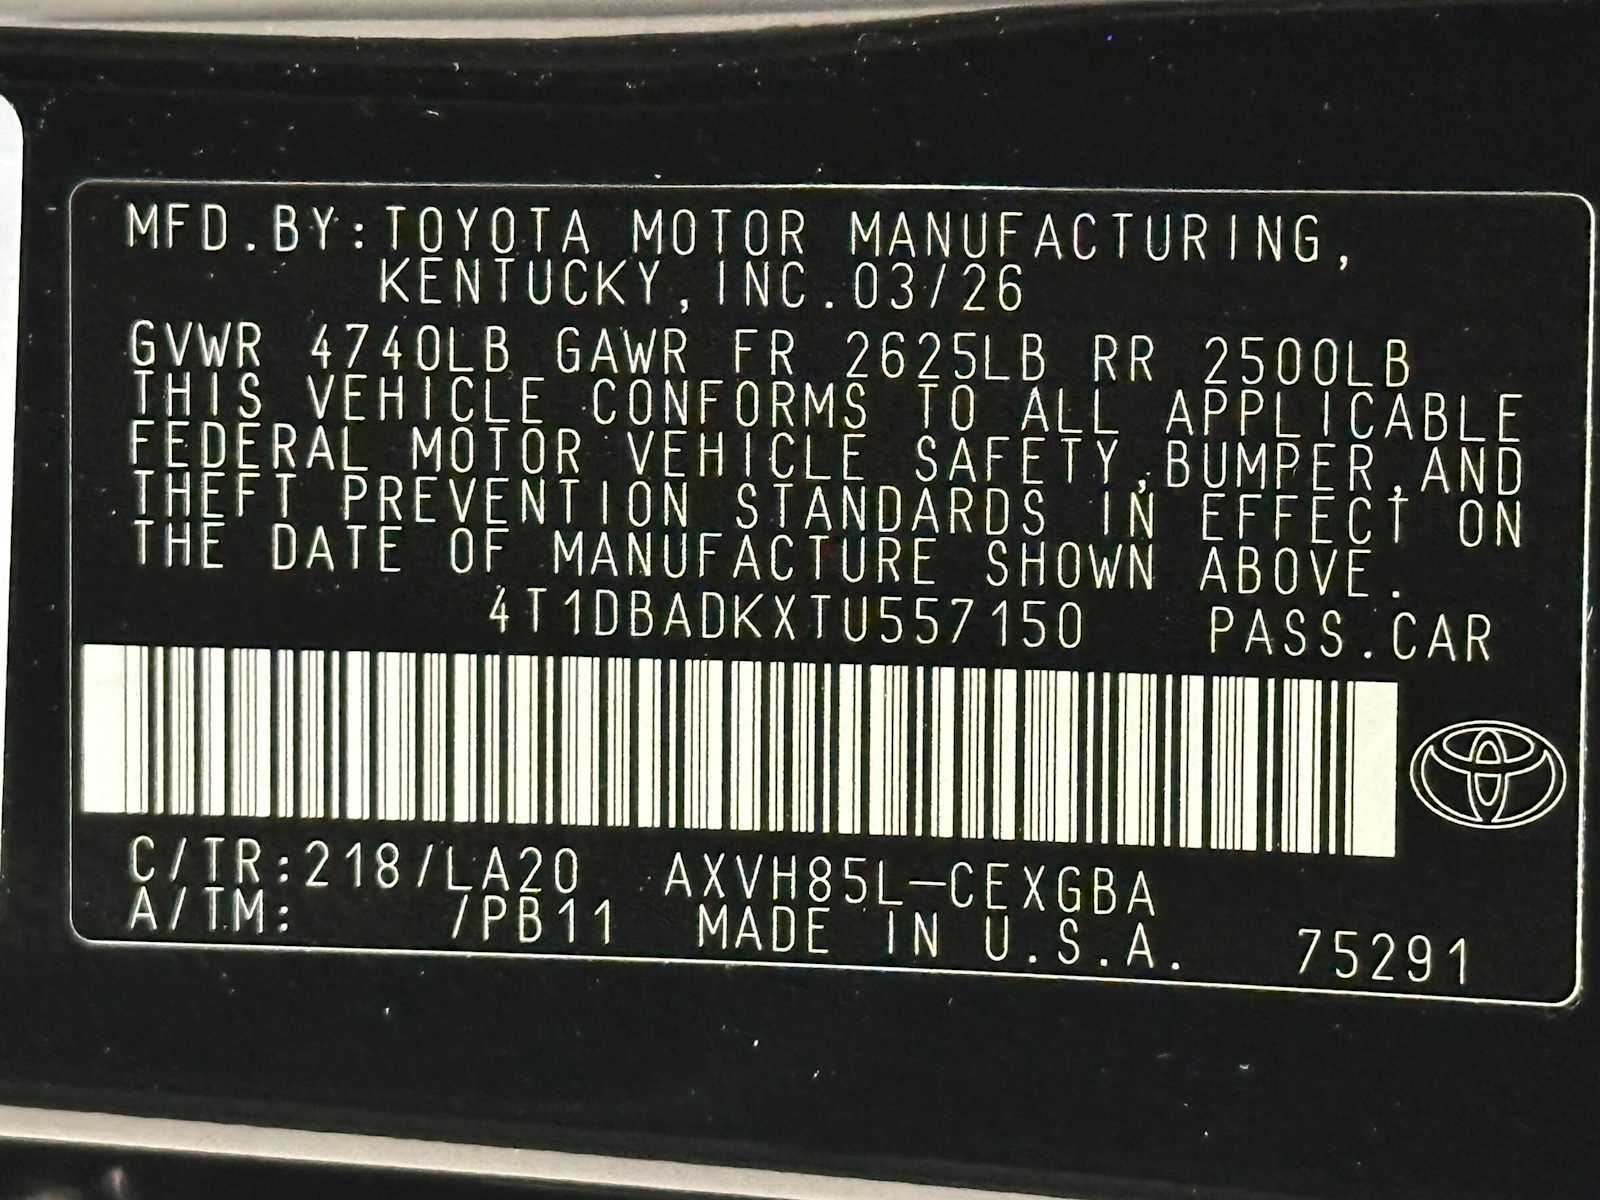 MFD.BY:TOYOTA MOTOR MANUFACTURING,
KENTUCKY,INC.03/26
GVWR 4740LB GAWR FR 2625LB RR 2500LB
THIS VEHICLE CONFORMS TO ALL APPLICABLE
FEDERAL MOTOR VEHICLE SAFETY,BUMPER,AND
THEFT PREVENTION STANDARDS IN EFFECT ON
THE DATE OF MANUFACTURE SHOWN ABOVE.
4T1DBADKXTU557150 PASS.CAR
C/TR:218/LA20 AXVH85L-CEXGBA
A/TM: /PB11 MADE IN U.S.A. 75291